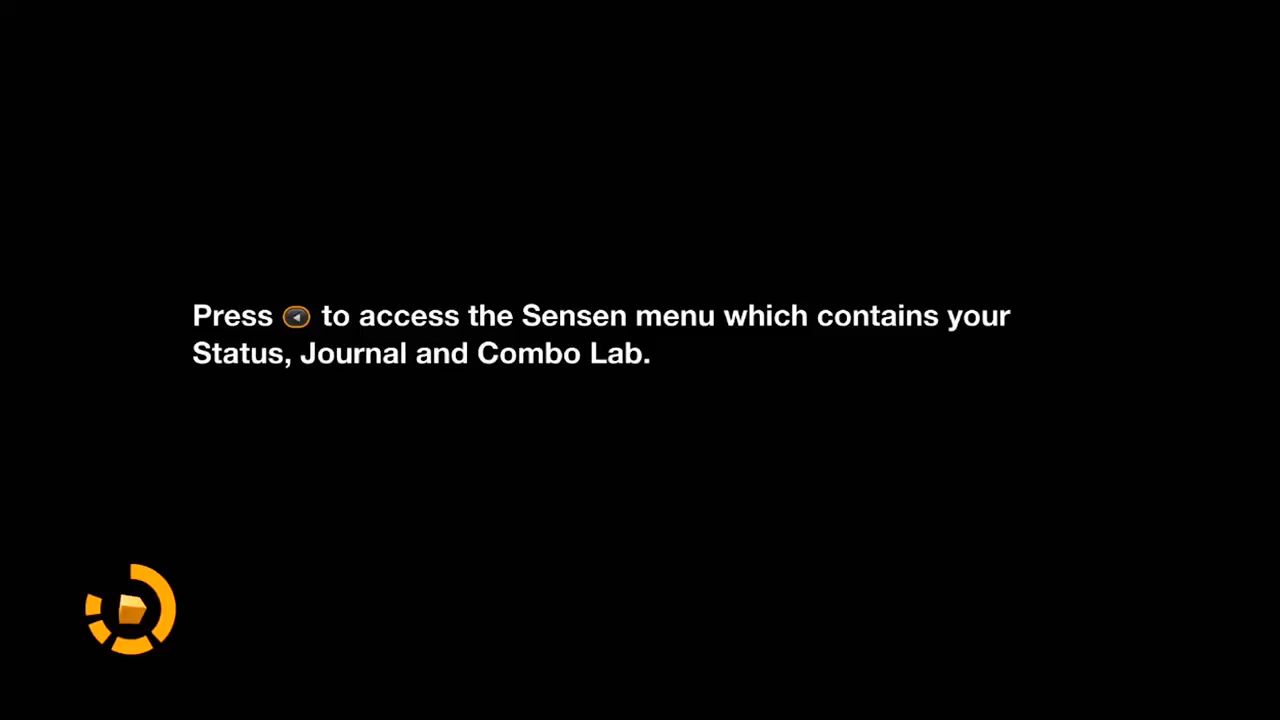 Press to access the Sensen menu which contains your
Status, Journal and Combo Lab.